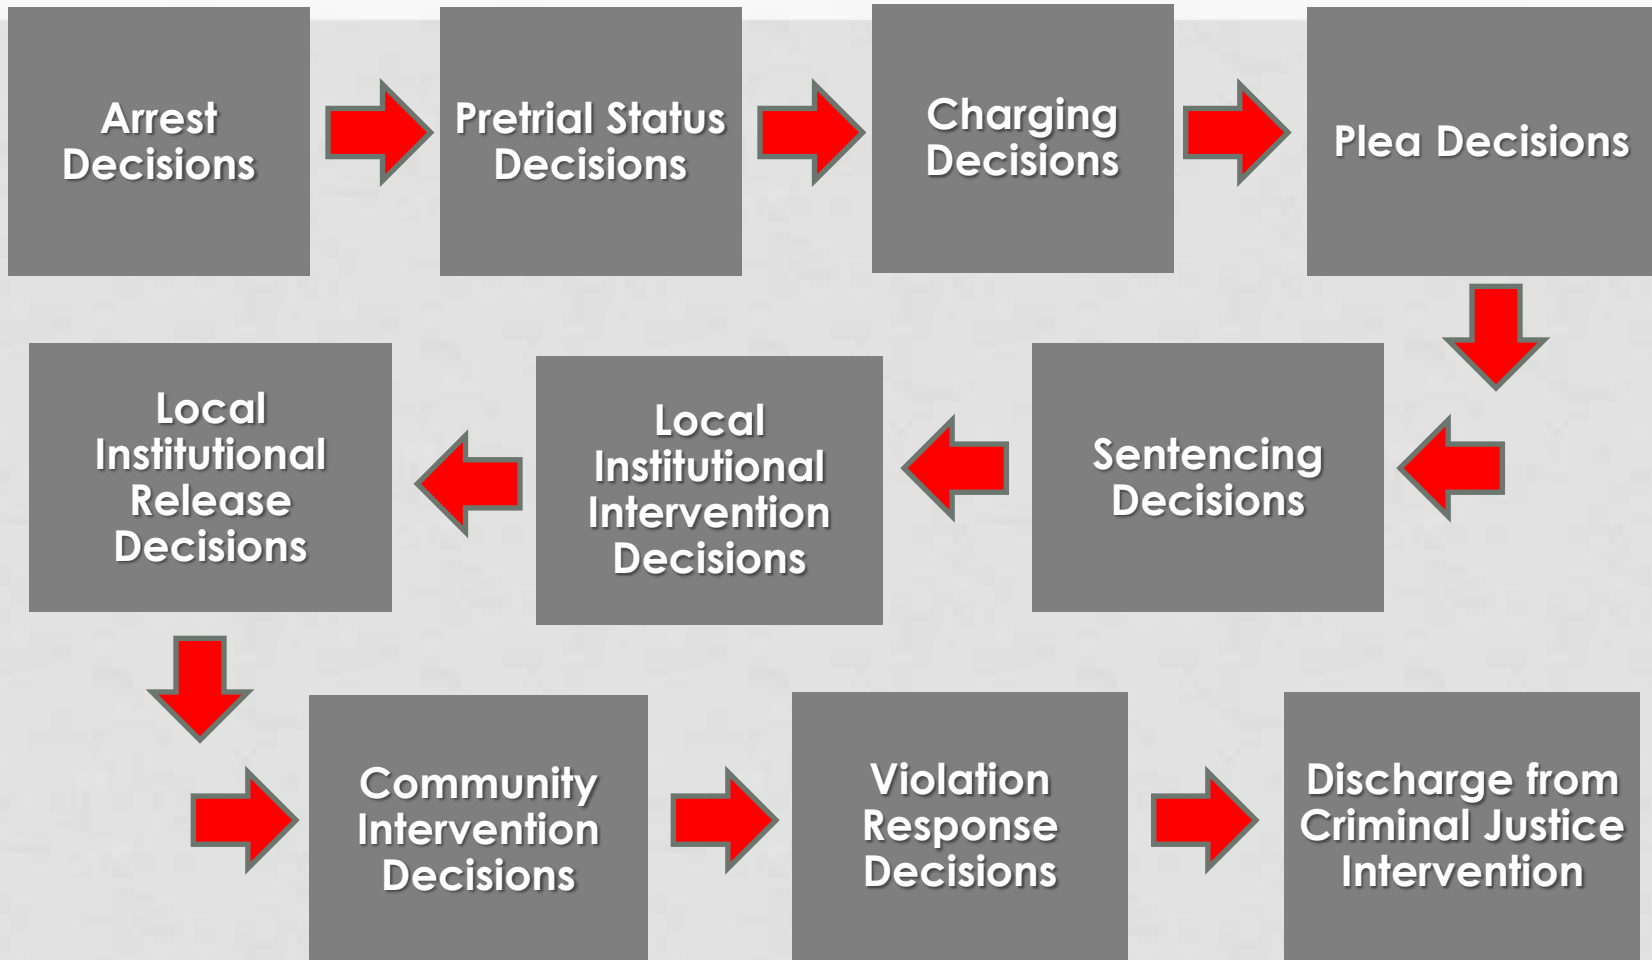 Arrest
Decisions
Pretrial Status
Decisions
Charging
Decisions
Plea Decisions
Sentencing
Decisions
Local
Institutional
Intervention
Decisions
Local
Institutional
Release
Decisions
Community
Intervention
Decisions
Violation
Response
Decisions
Discharge from
Criminal Justice
Intervention